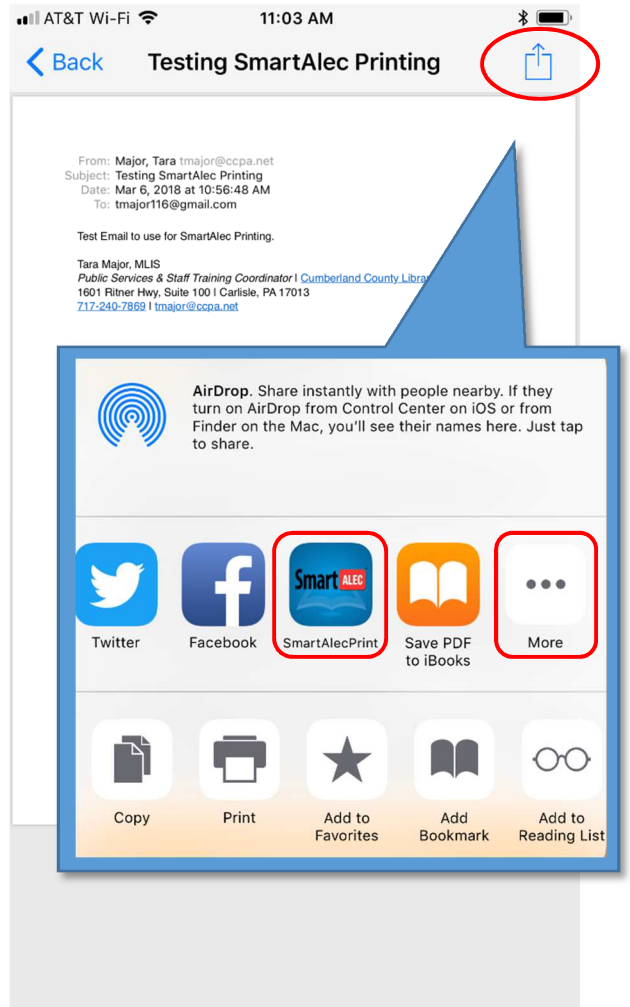 AT&T Wi-Fi 11:03 AM
Back Testing SmartAlec Printing
From: Major, Tara tmajor@ccpa.net
Subject: Testing SmartAlec Printing
Date: Mar 6, 2018 at 10:56:48 AM
To: tmajor116@gmail.com
Test Email to use for SmartAlec Printing.
Tara Major, MLIS
Public Services & Staff Training Coordinator I Cumberland County Libra
1601 Ritner Hwy, Suite 100 I Carlisle, PA 17013
717-240-7869 I tmajor@ccpa.net
AirDrop. Share instantly with people nearby. If they
turn on AirDrop from Control Center on iOS or from
Finder on the Mac, you'll see their names here. Just tap
to share.
Smart ALEC
Twitter Facebook SmartAlecPrint Save PDF More
to iBooks
Copy Print Add to Add Add to
Favorites Bookmark Reading List